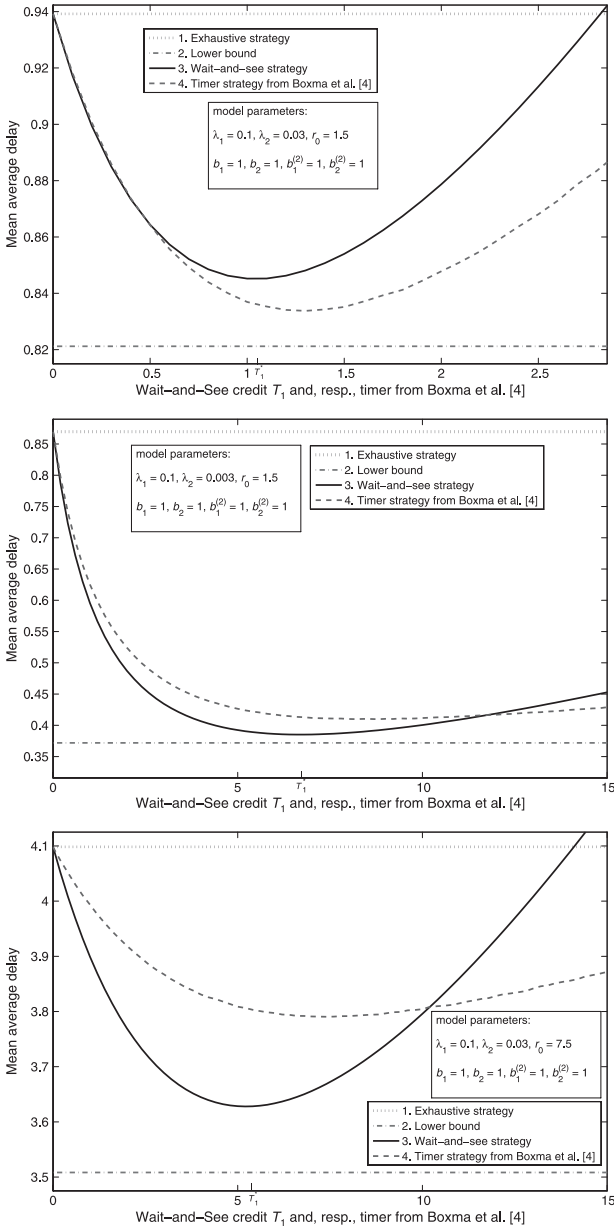 0.94
0.92
0.9
0.88
0.86
0.84
0.82
Mean average delay
1. Exhaustive strategy
2. Lower bound
3. Wait−and−see strategy
4. Timer strategy from Boxma et al. [4]
model parameters:
λ₁ = 0.1, λ₂ = 0.03, r₀ = 1.5
b₁ = 1, b₂ = 1, b₁⁽²⁾ = 1, b₂⁽²⁾ = 1
0 0.5 1 T₁* 1.5 2 2.5
Wait−and−See credit T₁ and, resp., timer from Boxma et al. [4]
0.85
0.8
0.75
0.7
0.65
0.6
0.55
0.5
0.45
0.4
0.35
Mean average delay
model parameters:
λ₁ = 0.1, λ₂ = 0.003, r₀ = 1.5
b₁ = 1, b₂ = 1, b₁⁽²⁾ = 1, b₂⁽²⁾ = 1
1. Exhaustive strategy
2. Lower bound
3. Wait−and−see strategy
4. Timer strategy from Boxma et al. [4]
0 5 T₁* 10 15
Wait−and−See credit T₁ and, resp., timer from Boxma et al. [4]
4.1
4
3.9
3.8
3.7
3.6
3.5
Mean average delay
model parameters:
λ₁ = 0.1, λ₂ = 0.03, r₀ = 7.5
b₁ = 1, b₂ = 1, b₁⁽²⁾ = 1, b₂⁽²⁾ = 1
1. Exhaustive strategy
2. Lower bound
3. Wait−and−see strategy
4. Timer strategy from Boxma et al. [4]
0 5 T₁* 10 15
Wait−and−See credit T₁ and, resp., timer from Boxma et al. [4]